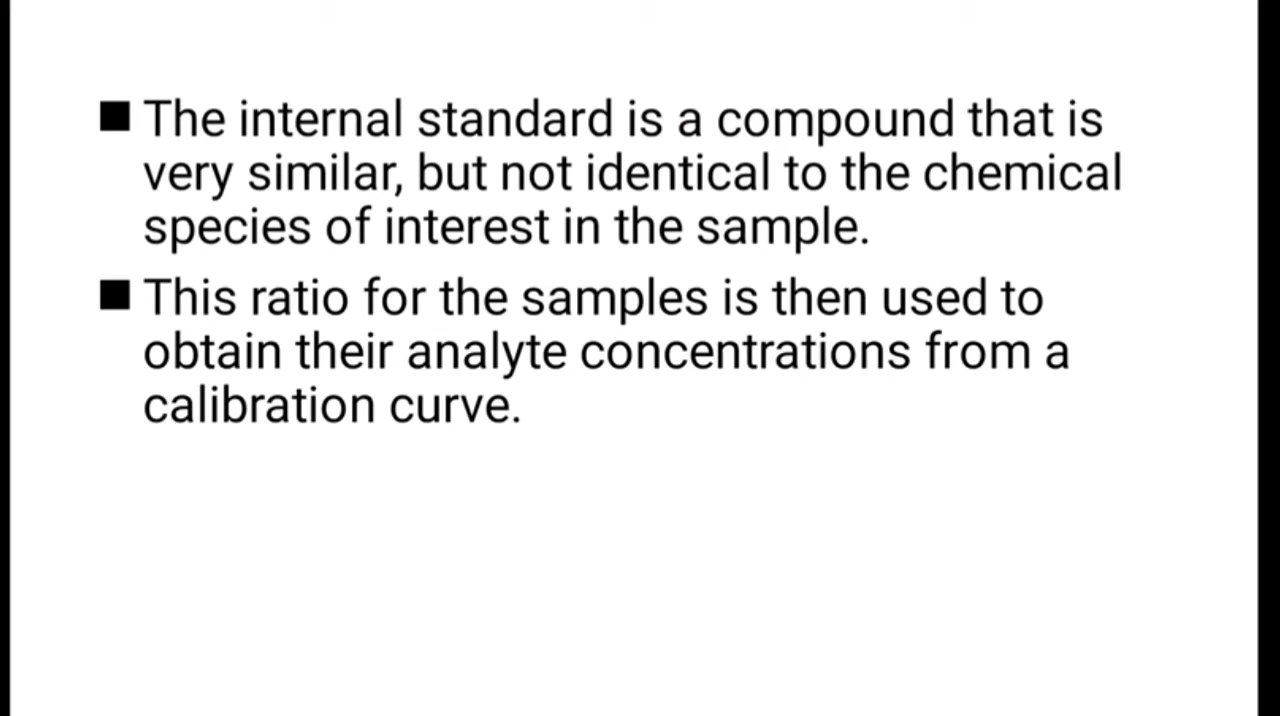 ■ The internal standard is a compound that is
very similar, but not identical to the chemical
species of interest in the sample.
■ This ratio for the samples is then used to
obtain their analyte concentrations from a
calibration curve.